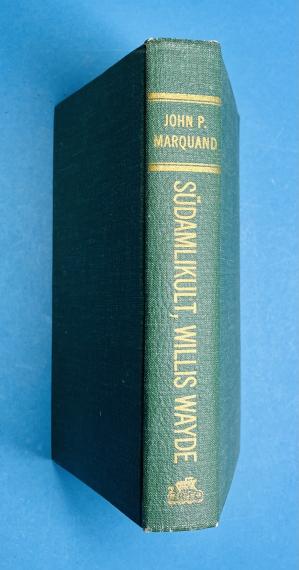 JOHN P.
MARQUAND
SÜDAMLIKULT, WILLIS WAYDE